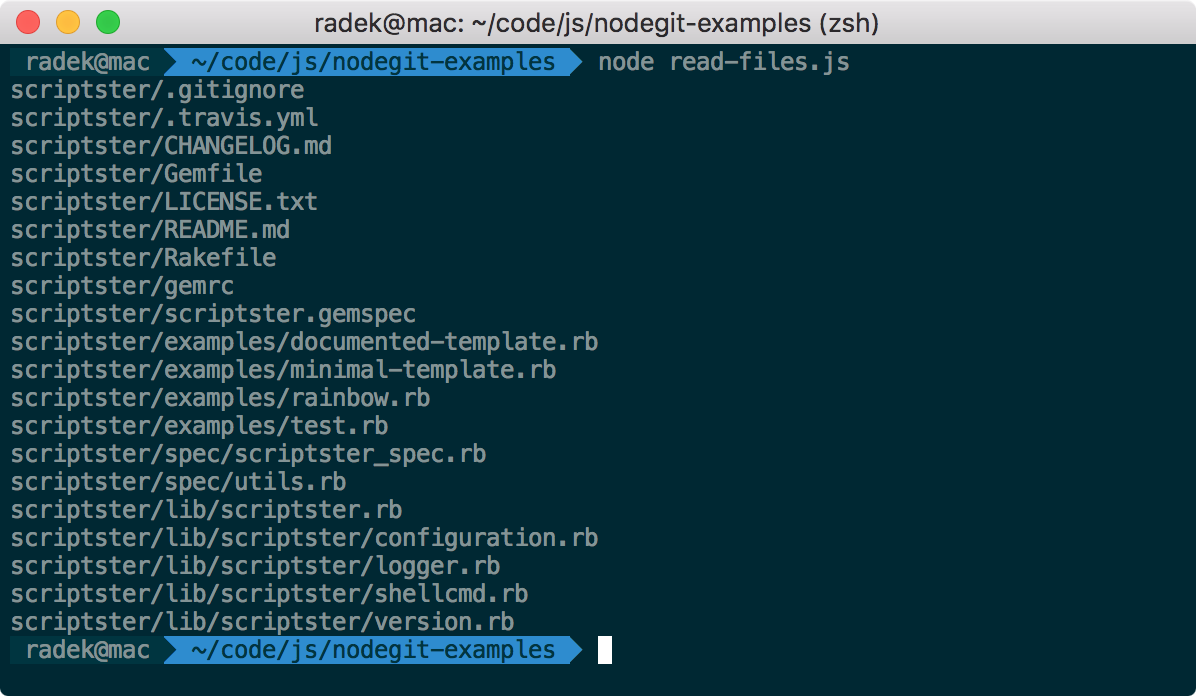 radek@mac: ~/code/js/nodegit-examples (zsh)
radek@mac ~/code/js/nodegit-examples node read-files.js
scriptster/.gitignore
scriptster/.travis.yml
scriptster/CHANGELOG.md
scriptster/Gemfile
scriptster/LICENSE.txt
scriptster/README.md
scriptster/Rakefile
scriptster/gemrc
scriptster/scriptster.gemspec
scriptster/examples/documented-template.rb
scriptster/examples/minimal-template.rb
scriptster/examples/rainbow.rb
scriptster/examples/test.rb
scriptster/spec/scriptster_spec.rb
scriptster/spec/utils.rb
scriptster/lib/scriptster.rb
scriptster/lib/scriptster/configuration.rb
scriptster/lib/scriptster/logger.rb
scriptster/lib/scriptster/shellcmd.rb
scriptster/lib/scriptster/version.rb
radek@mac ~/code/js/nodegit-examples